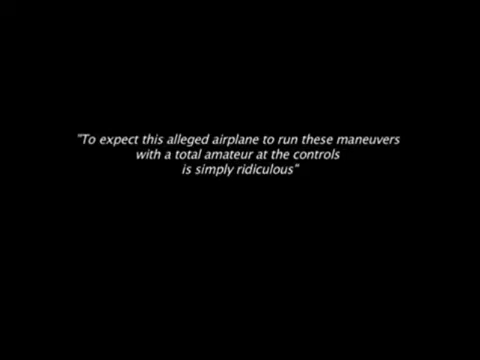 "To expect this alleged airplane to run these maneuvers
with a total amateur at the controls
is simply ridiculous"